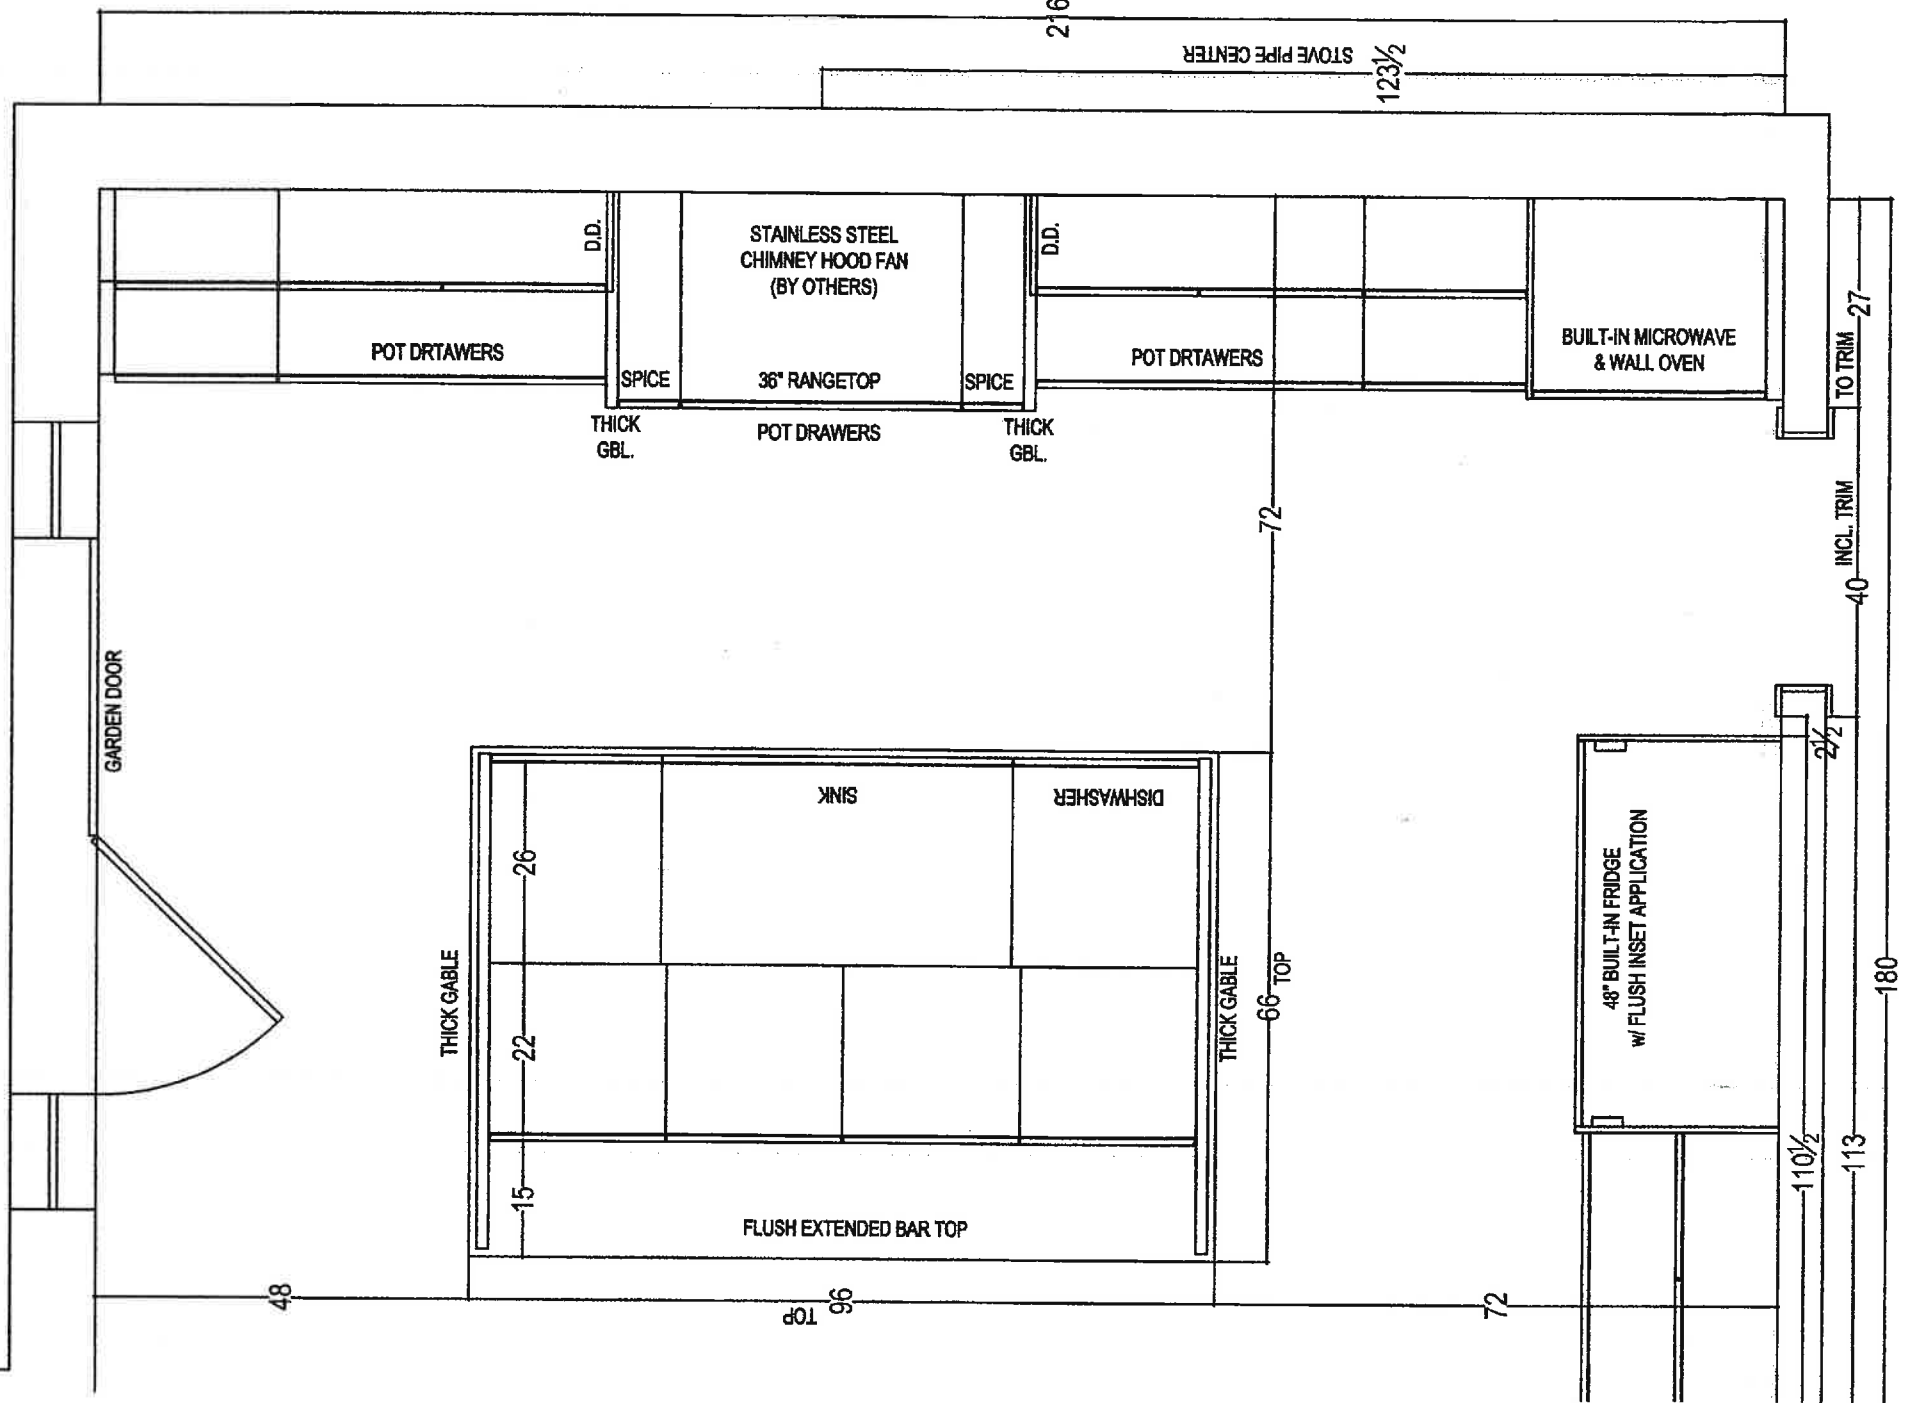 216
STOVE PIPE CENTER
123½
D.D.
STAINLESS STEEL
CHIMNEY HOOD FAN
(BY OTHERS)
D.D.
POT DRTAWERS
SPICE
36" RANGETOP
SPICE
POT DRTAWERS
BUILT-IN MICROWAVE
& WALL OVEN
TO TRIM
27
THICK
GBL.
POT DRAWERS
THICK
GBL.
72
INCL. TRIM
40
GARDEN DOOR
SINK
DISHWASHER
2½
26
48" BUILT-IN FRIDGE
w/ FLUSH INSET APPLICATION
THICK GABLE
22
THICK GABLE
66
TOP
180
110½
113
15
FLUSH EXTENDED BAR TOP
48
TOP
96
72